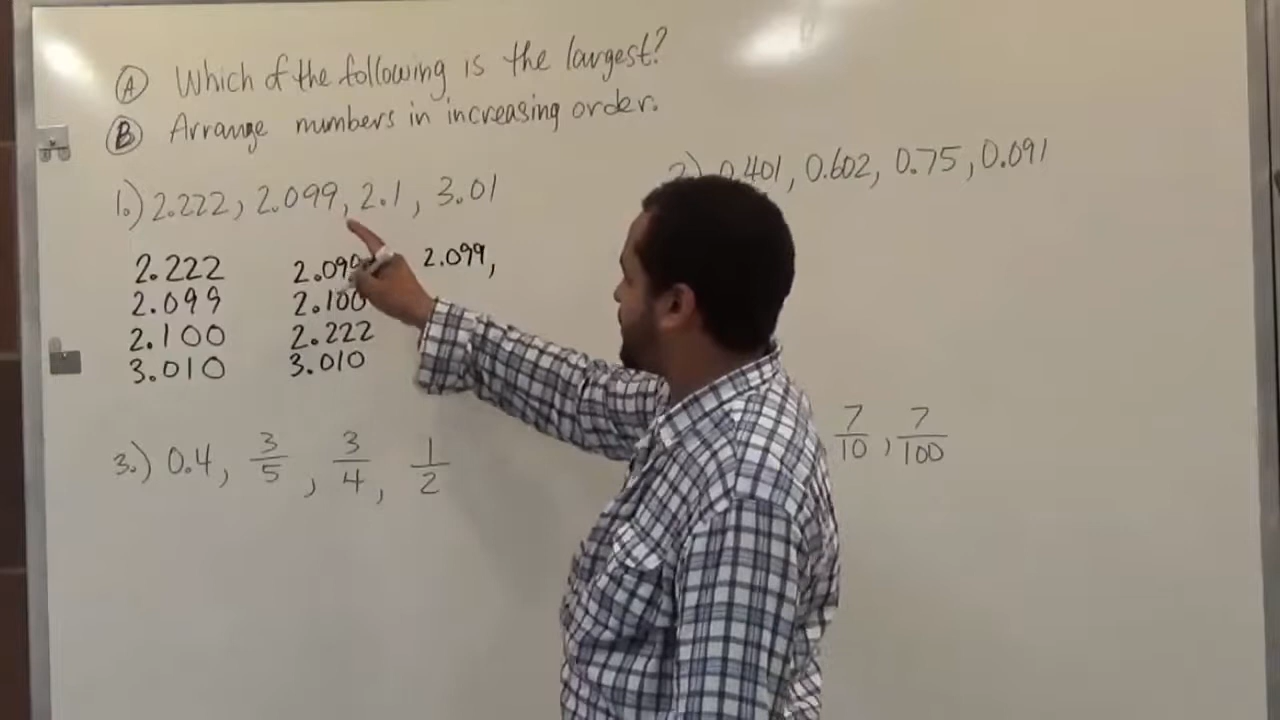 Ⓐ Which of the following is the largest?
Ⓑ Arrange numbers in increasing order.
1.) 2.222, 2.099, 2.1, 3.01
2.222
2.099
2.100
3.010
2.099
2.100
2.222
3.010
2.099,
2) 0.401, 0.602, 0.75, 0.091
3.) 0.4, 3/5, 3/4, 1/2
7/10, 7/100